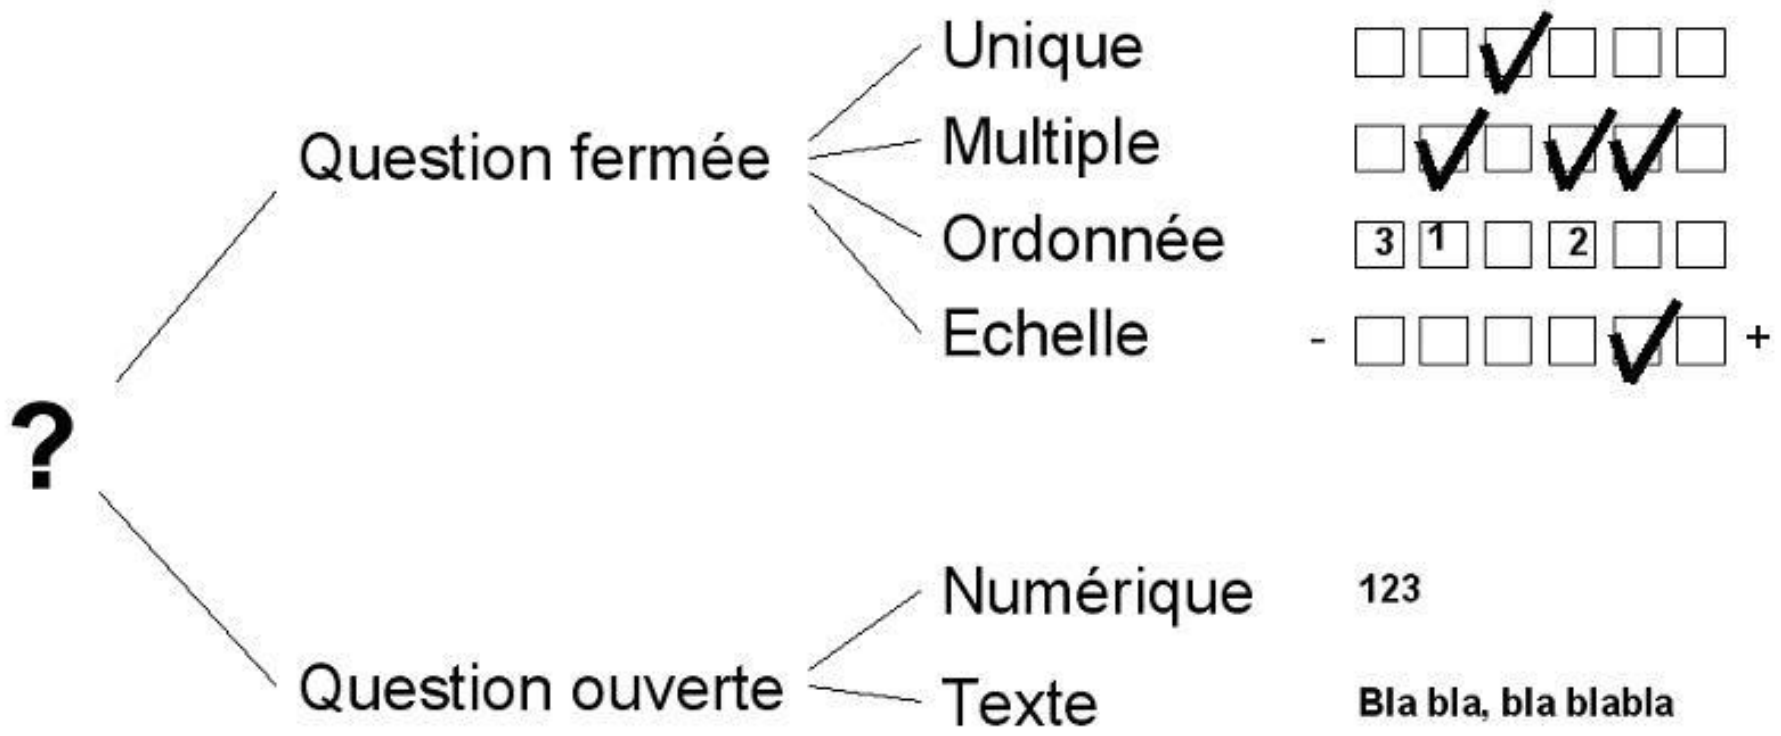 Unique
Multiple
Question fermée
Ordonnée 3 1 2
Echelle - +
?
Numérique 123
Question ouverte
Texte Bla bla, bla blabla